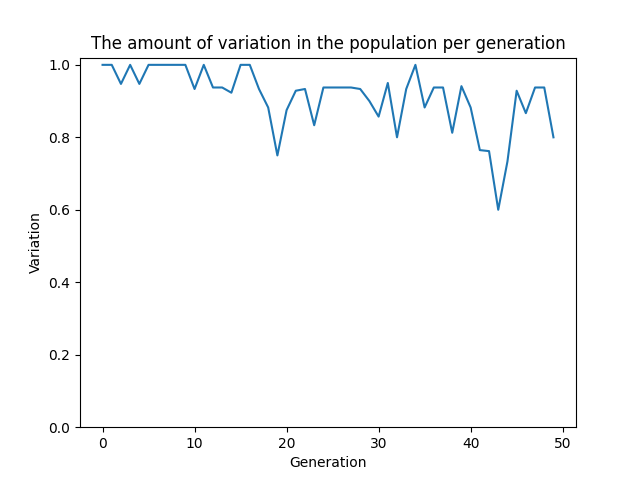 The amount of variation in the population per generation
1.0
0.8
0.6
0.4
0.2
0.0
Variation
0 10 20 30 40 50
Generation